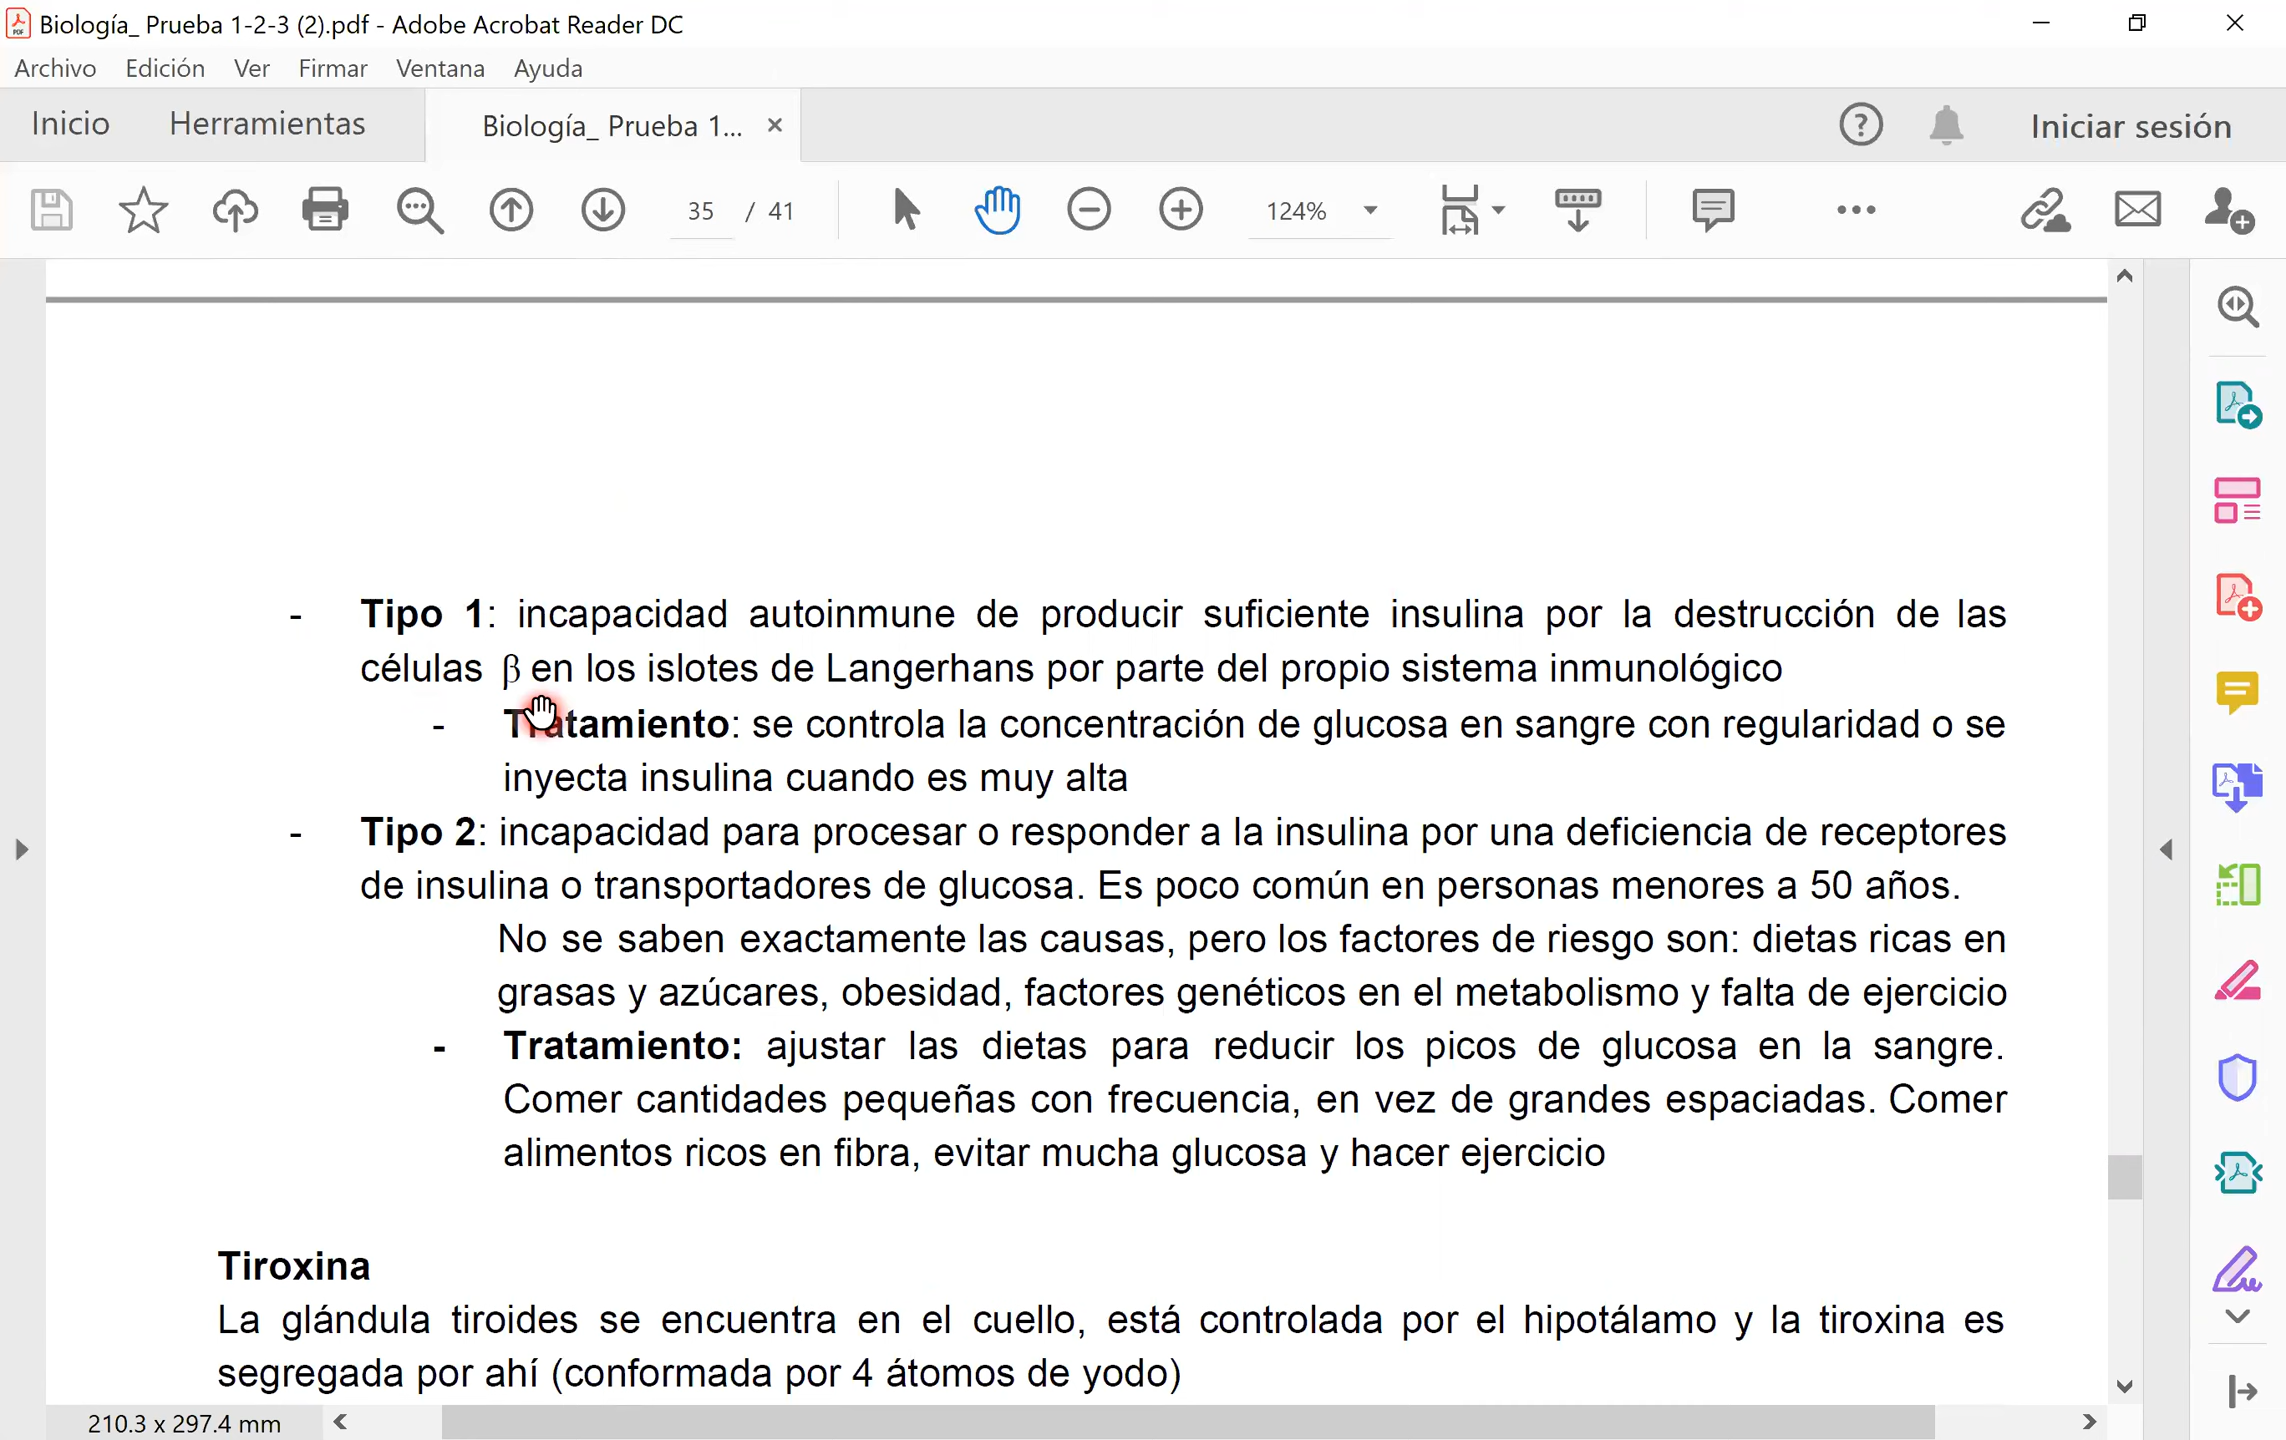 Biología_ Prueba 1-2-3 (2).pdf - Adobe Acrobat Reader DC
Archivo Edición Ver Firmar Ventana Ayuda
Inicio Herramientas Biología_ Prueba 1... Iniciar sesión
35 / 41 124%
- Tipo 1: incapacidad autoinmune de producir suficiente insulina por la destrucción de las
células β en los islotes de Langerhans por parte del propio sistema inmunológico
- Tratamiento: se controla la concentración de glucosa en sangre con regularidad o se
inyecta insulina cuando es muy alta
- Tipo 2: incapacidad para procesar o responder a la insulina por una deficiencia de receptores
de insulina o transportadores de glucosa. Es poco común en personas menores a 50 años.
No se saben exactamente las causas, pero los factores de riesgo son: dietas ricas en
grasas y azúcares, obesidad, factores genéticos en el metabolismo y falta de ejercicio
- Tratamiento: ajustar las dietas para reducir los picos de glucosa en la sangre.
Comer cantidades pequeñas con frecuencia, en vez de grandes espaciadas. Comer
alimentos ricos en fibra, evitar mucha glucosa y hacer ejercicio
Tiroxina
La glándula tiroides se encuentra en el cuello, está controlada por el hipotálamo y la tiroxina es
segregada por ahí (conformada por 4 átomos de yodo)
210.3 x 297.4 mm